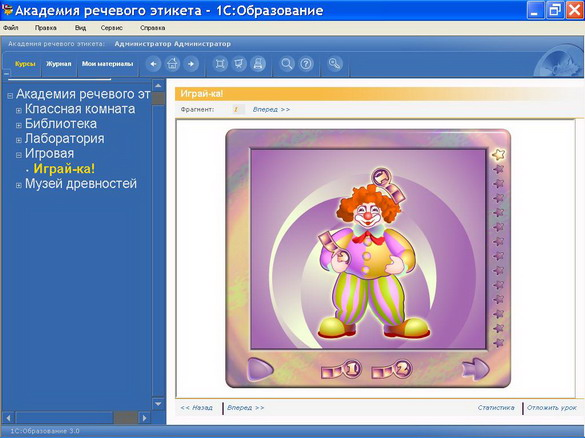 Академия речевого этикета - 1С:Образование
Файл Правка Вид Сервис Справка
Академия речевого этикета: Администратор Администратор
Курсы Журнал Мои материалы
Играй-ка!
Фрагмент: 1 Вперед >>
Академия речевого эт
Классная комната
Библиотека
Лаборатория
Игровая
Играй-ка!
Музей древностей
1 2
<< Назад Вперед >> Статистика Отложить урок
1С:Образование 3.0